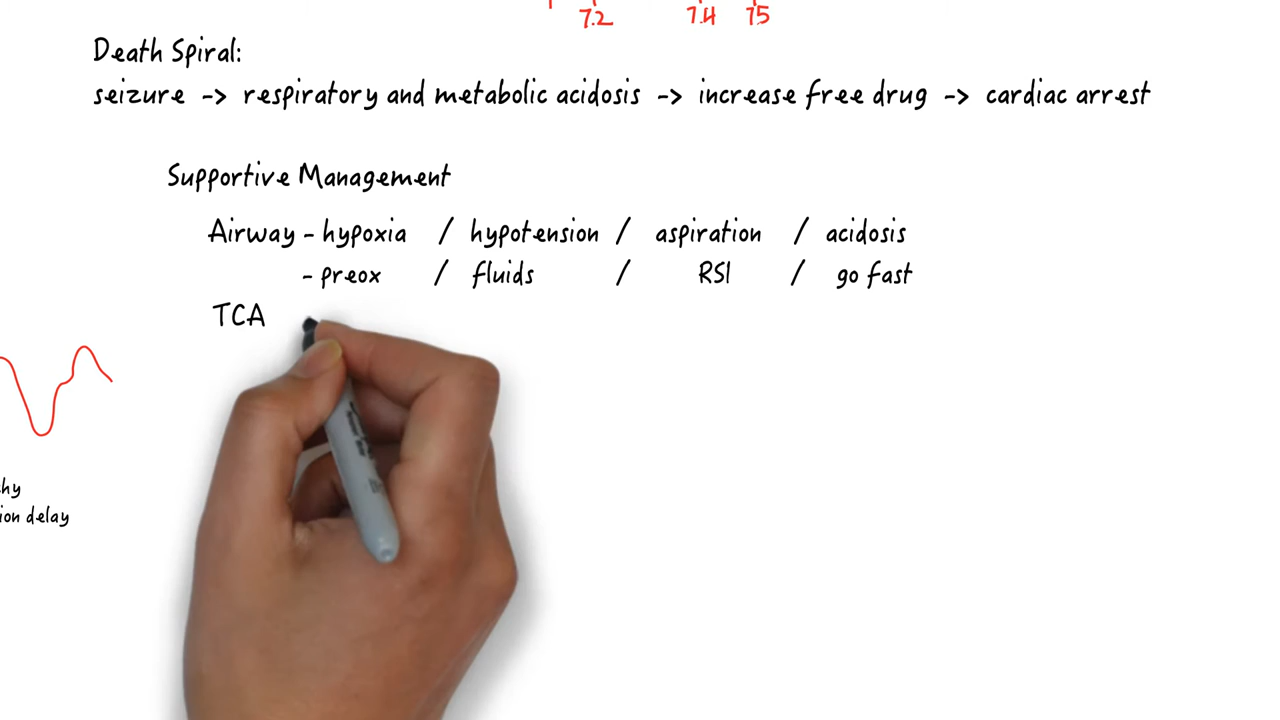 7.2 7.4 7.5
Death Spiral:
seizure -> respiratory and metabolic acidosis -> increase free drug -> cardiac arrest
Supportive Management
Airway - hypoxia / hypotension / aspiration / acidosis
- preox / fluids / RSI / go fast
TCA
hy
ion delay